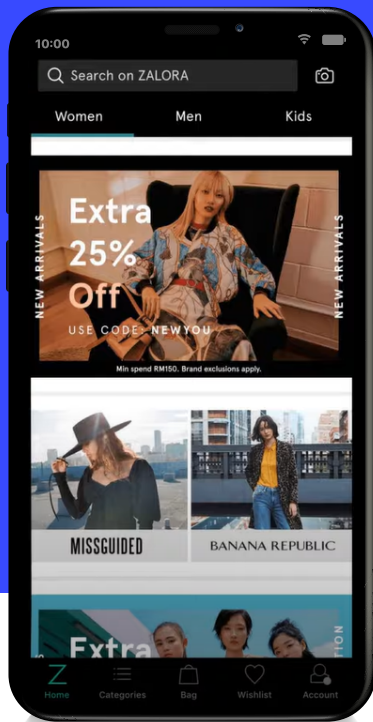 10:00
Search on ZALORA
Women
Men
Kids
NEW ARRIVALS
Extra
25%
Off
USE CODE: NEWYOU
NEW ARRIVALS
Min spend RM150. Brand exclusions apply.
MISSGUIDED
BANANA REPUBLIC
Extra
Z
Home
Categories
Bag
Wishlist
Account